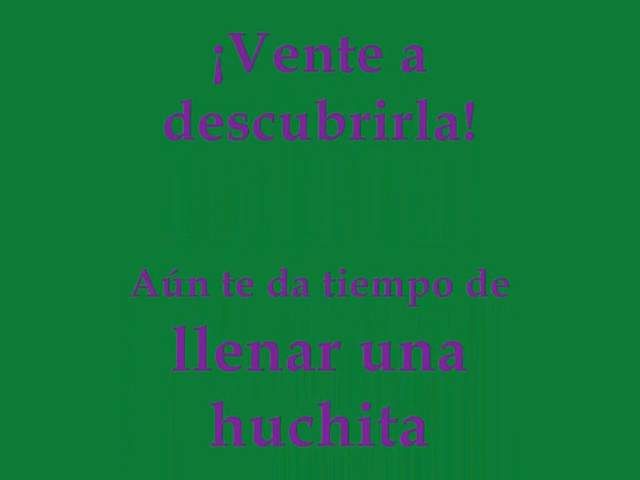 ¡Vente a
descubrirla!
Aún te da tiempo de
llenar una
huchita